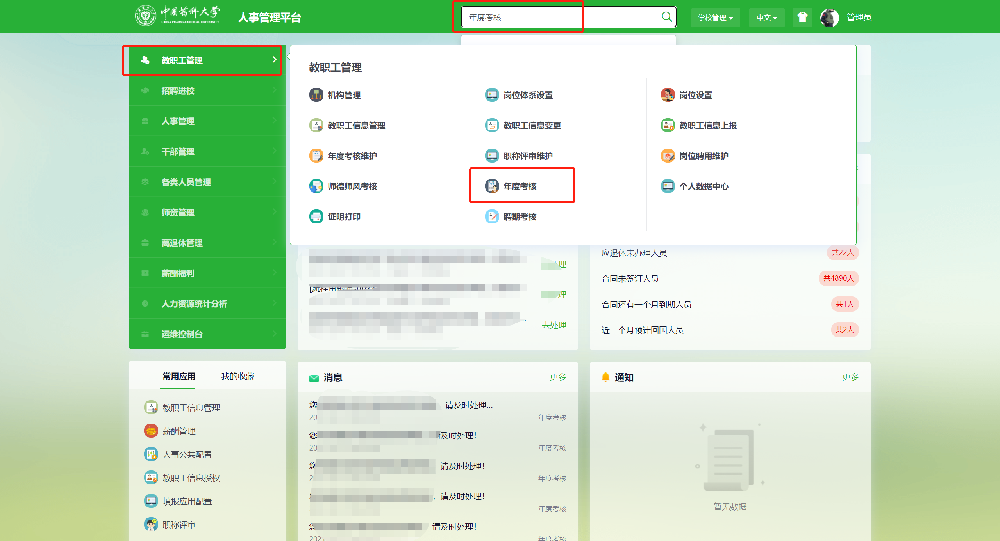 中国药科大学
CHINA PHARMACEUTICAL UNIVERSITY
人事管理平台
年度考核
学校管理
中文
管理员
教职工管理
招聘进校
人事管理
干部管理
各类人员管理
师资管理
离退休管理
薪酬福利
人力资源统计分析
运维控制台
教职工管理
机构管理
岗位体系设置
岗位设置
教职工信息管理
教职工信息变更
教职工信息上报
年度考核维护
职称评审维护
岗位聘用维护
师德师风考核
年度考核
个人数据中心
证明打印
聘期考核
处理
理
去处理
应退休未办理人员
共22人
合同未签订人员
共4890人
合同还有一个月到期人员
共1人
近一个月预计回国人员
共2人
常用应用
我的收藏
教职工信息管理
薪酬管理
人事公共配置
教职工信息授权
填报应用配置
职称评审
消息
更多
您 请及时处理...
20 年度考核
您 请及时处理!
20 年度考核
您 请及时处理!
2 年度考核
，请及时处理!
年度考核
您 请及时处理!
202 年度考核
通知
更多
暂无数据